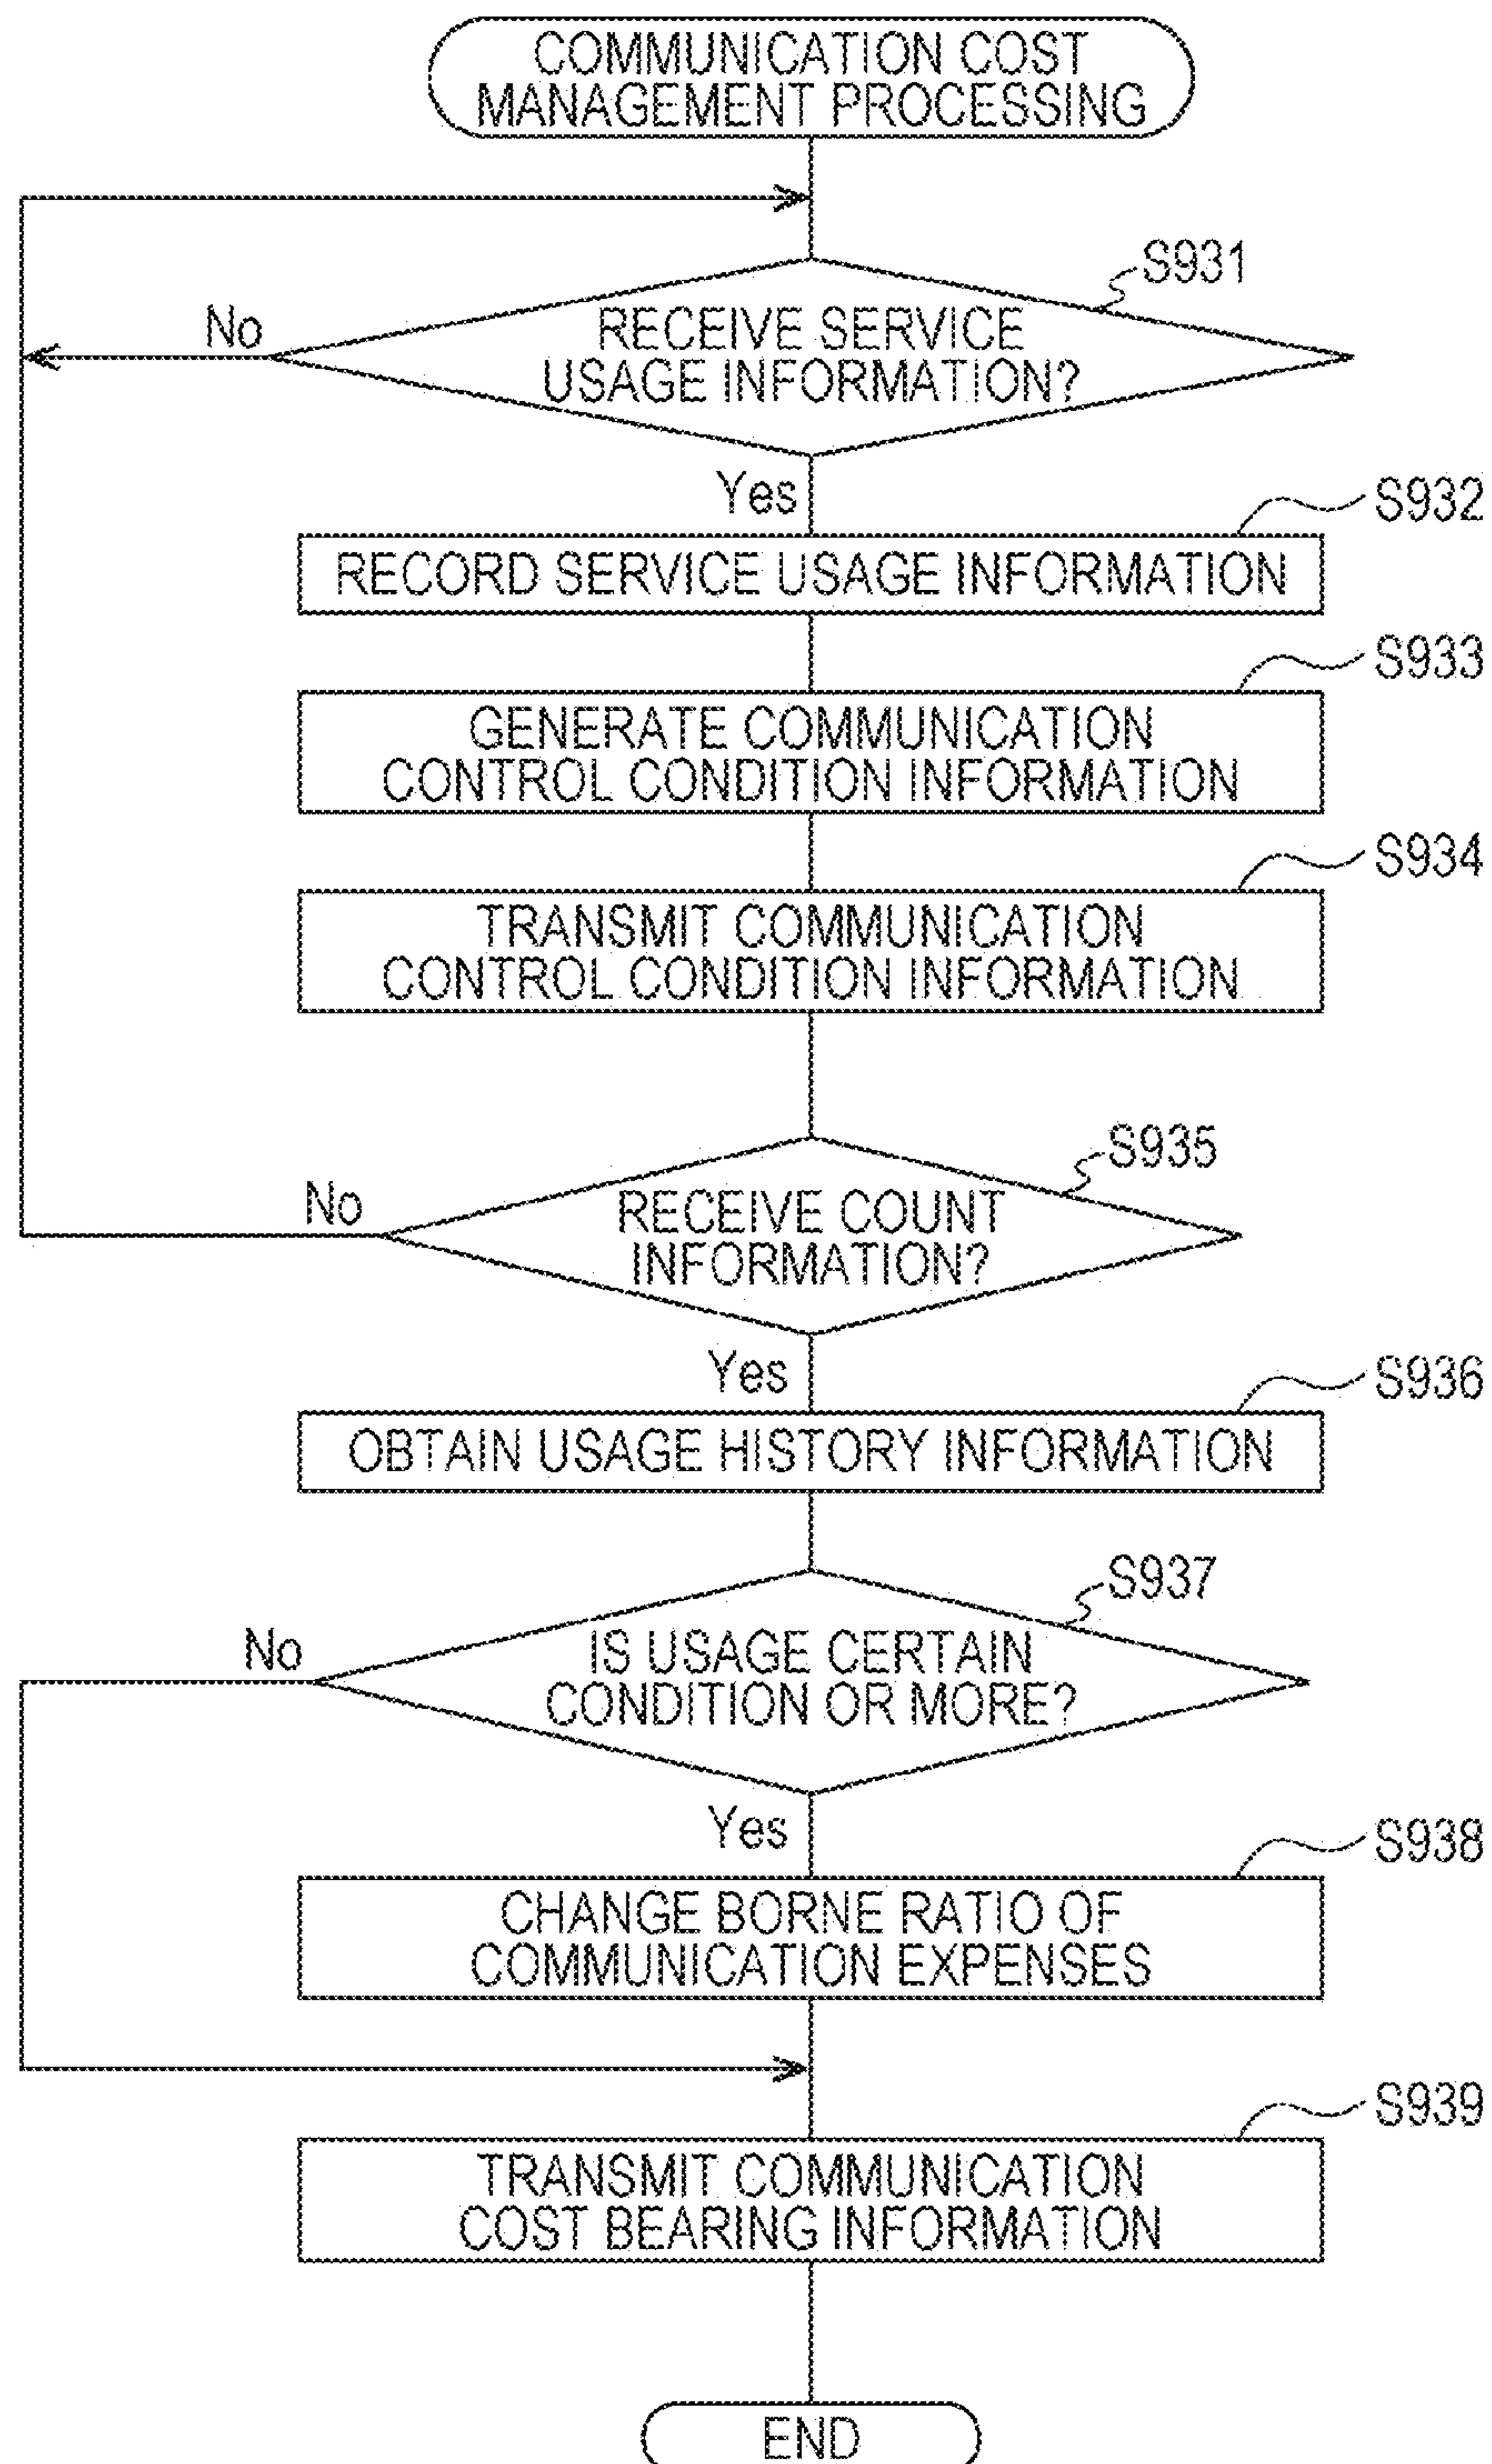 COMMUNICATION COST
MANAGEMENT PROCESSING
S931
No
RECEIVE SERVICE
USAGE INFORMATION?
Yes
S932
RECORD SERVICE USAGE INFORMATION
S933
GENERATE COMMUNICATION
CONTROL CONDITION INFORMATION
S934
TRANSMIT COMMUNICATION
CONTROL CONDITION INFORMATION
S935
No
RECEIVE COUNT
INFORMATION?
Yes
S936
OBTAIN USAGE HISTORY INFORMATION
S937
No
IS USAGE CERTAIN
CONDITION OR MORE?
Yes
S938
CHANGE BORNE RATIO OF
COMMUNICATION EXPENSES
S939
TRANSMIT COMMUNICATION
COST BEARING INFORMATION
END